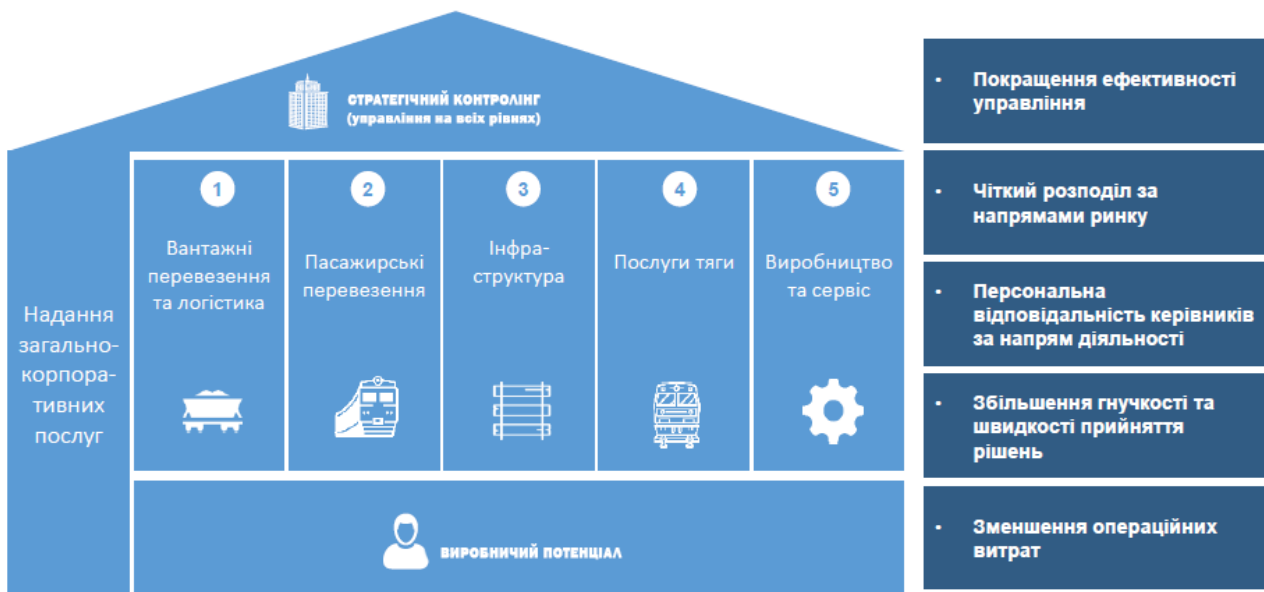 СТРАТЕГІЧНИЙ КОНТРОЛІНГ
(управління на всіх рівнях)
Надання
загально-
корпора-
тивних
послуг
1
Вантажні
перевезення
та логістика
2
Пасажирські
перевезення
3
Інфра-
структура
4
Послуги тяги
5
Виробництво
та сервіс
ВИРОБНИЧИЙ ПОТЕНЦІАЛ
• Покращення ефективності
управління
• Чіткий розподіл за
напрямами ринку
• Персональна
відповідальність керівників
за напрям діяльності
• Збільшення гнучкості та
швидкості прийняття
рішень
• Зменшення операційних
витрат